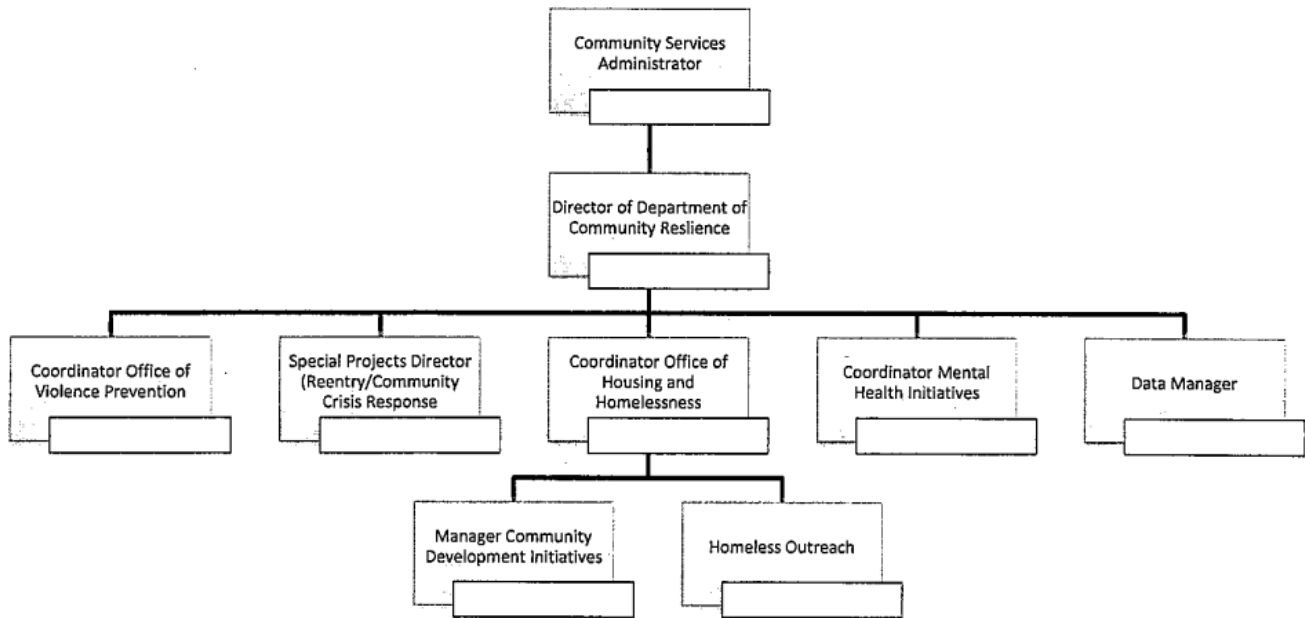 Community Services
Administrator
Director of Department of
Community Reslience
Coordinator Office of
Violence Prevention
Special Projects Director
(Reentry/Community
Crisis Response
Coordinator Office of
Housing and
Homelessness
Coordinator Mental
Health Initiatives
Data Manager
Manager Community
Development Initiatives
Homeless Outreach